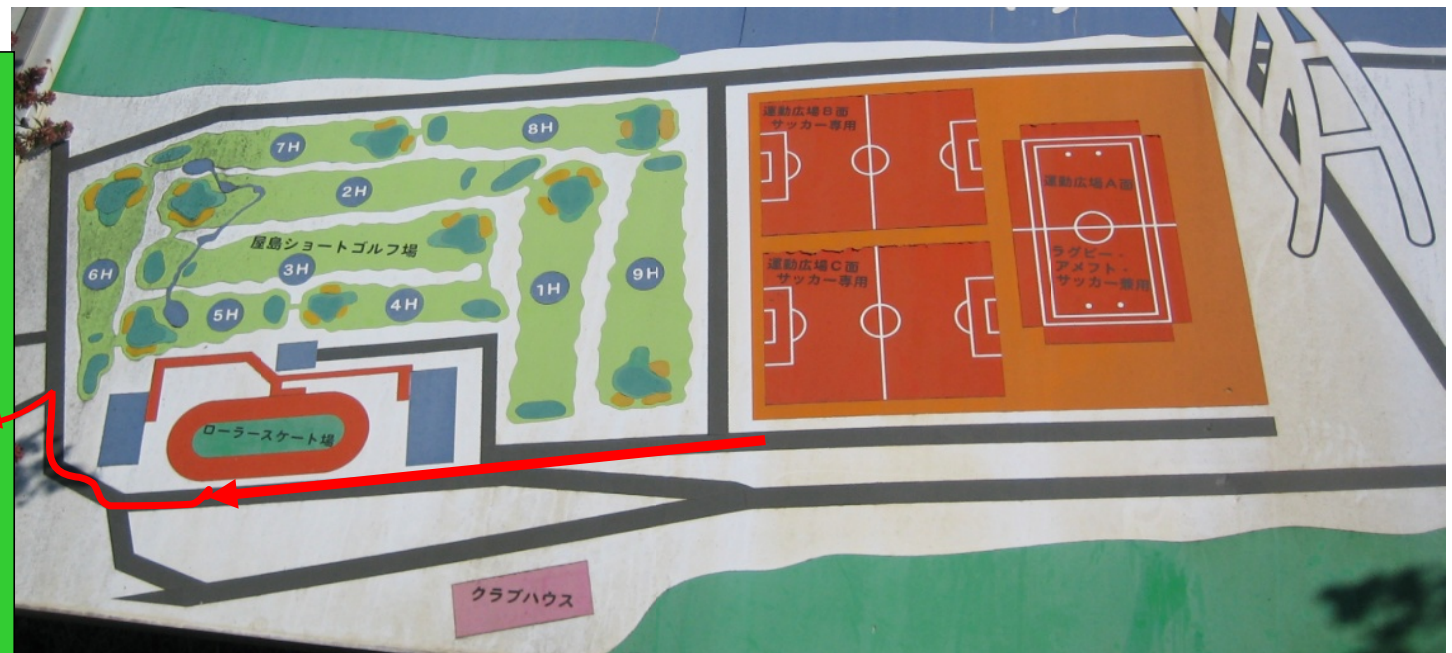 8H
7H
2H
屋島ショートゴルフ場
3H
6H
5H
4H
1H
9H
ローラースケート場
クラブハウス
運動広場B面
サッカー専用
運動広場C面
サッカー専用
運動広場A面
ラグビー・
アメフト・
サッカー兼用